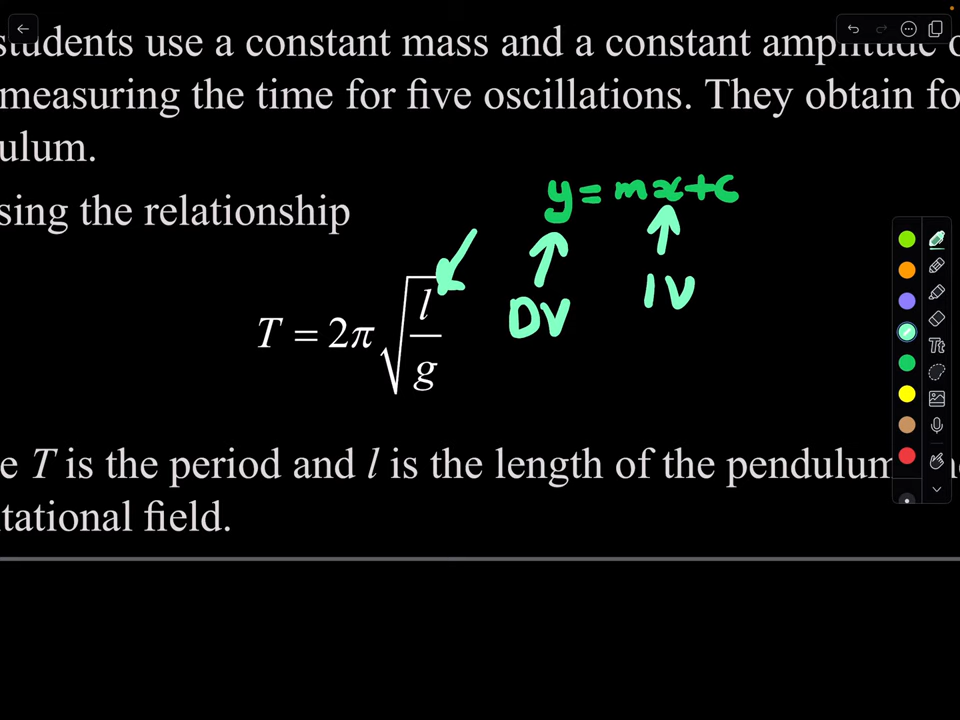 students use a constant mass and a constant amplitude
measuring the time for five oscillations. They obtain fo
ulum.
y = mx + c
sing the relationship
DV
IV
T = 2π √(l/g)
e T is the period and l is the length of the pendulum
tational field.
Tt